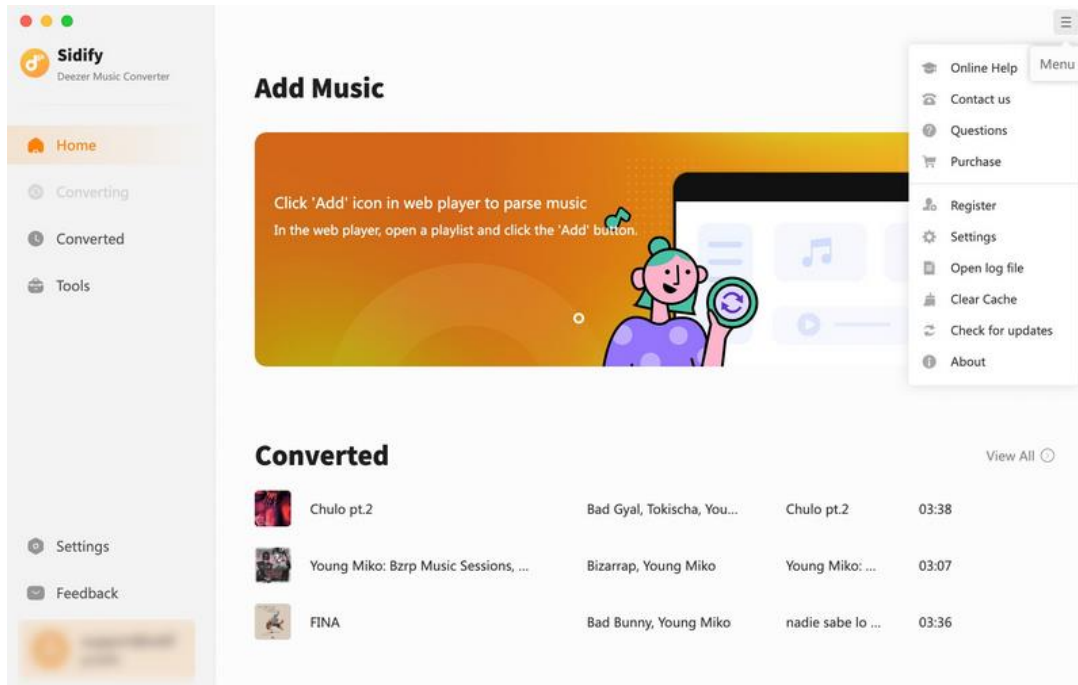 Sidify
Deezer Music Converter
Home
Converting
Converted
Tools
Settings
Feedback
Add Music
Click 'Add' icon in web player to parse music
In the web player, open a playlist and click the 'Add' button.
Menu
Online Help
Contact us
Questions
Purchase
Register
Settings
Open log file
Clear Cache
Check for updates
About
Converted
View All
Chulo pt.2 Bad Gyal, Tokischa, You... Chulo pt.2 03:38
Young Miko: Bzrp Music Sessions, ... Bizarrap, Young Miko Young Miko: ... 03:07
FINA Bad Bunny, Young Miko nadie sabe lo ... 03:36